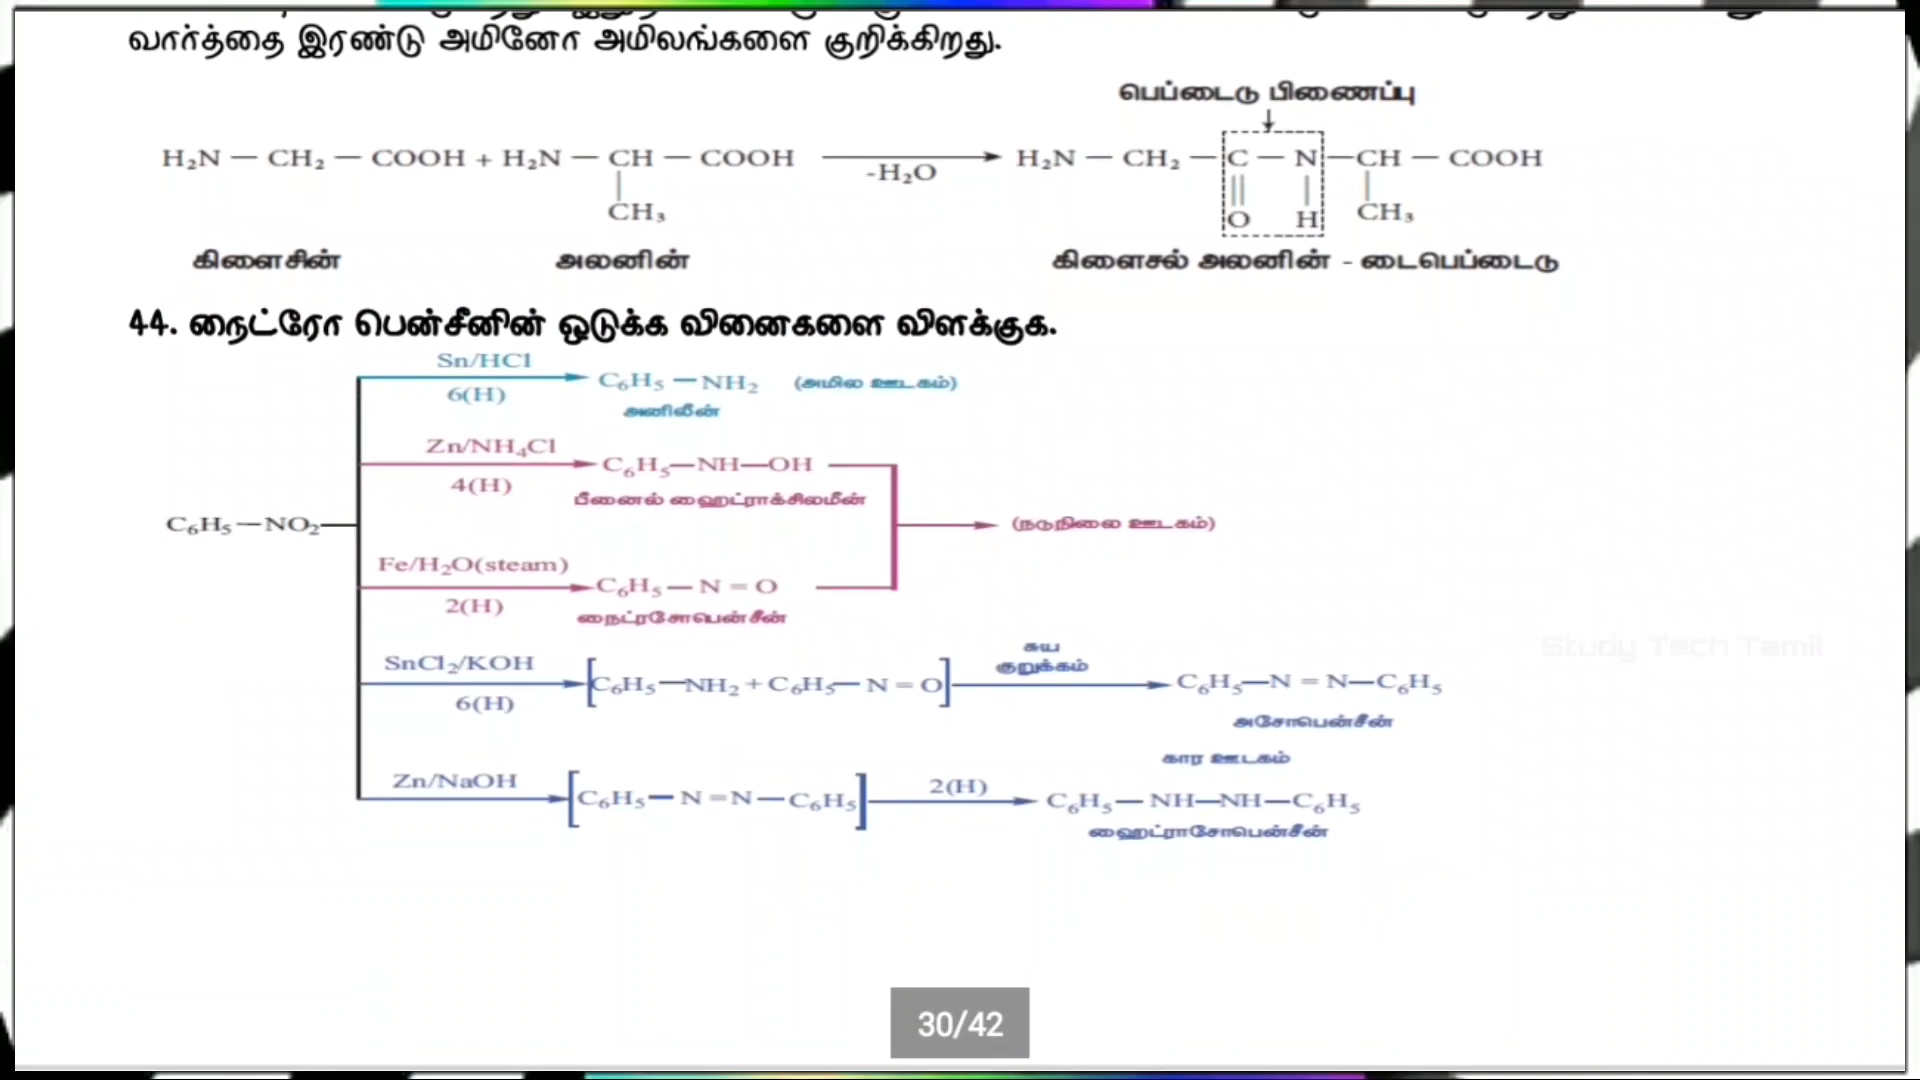 வார்த்தை இரண்டு அமினோ அமிலங்களை குறிக்கிறது.
பெப்டைடு பிணைப்பு
H₂N — CH₂ — COOH + H₂N — CH — COOH -H₂O H₂N — CH₂ — C — N — CH — COOH
CH₃ O H CH₃
கிளைசின் அலனின் கிளைசல் அலனின் - டைபெப்டைடு
44. நைட்ரோ பென்சீனின் ஒடுக்க வினைகளை விளக்குக.
Sn/HCl
6(H) C₆H₅ — NH₂ (அமில ஊடகம்)
அனிலீன்
Zn/NH₄Cl
4(H) C₆H₅—NH—OH
பீனைல் ஹைட்ராக்சிலமீன்
C₆H₅—NO₂ (நடுநிலை ஊடகம்)
Fe/H₂O(steam)
2(H) C₆H₅ — N = O
நைட்ரசோபென்சீன்
SnCl₂/KOH சுய குறுக்கம்
6(H) [C₆H₅—NH₂ + C₆H₅—N = O] C₆H₅—N = N—C₆H₅
அசோபென்சீன்
கார ஊடகம்
Zn/NaOH [C₆H₅—N=N—C₆H₅] 2(H) C₆H₅—NH—NH—C₆H₅
ஹைட்ராசோபென்சீன்
Study Tech Tamil
30/42